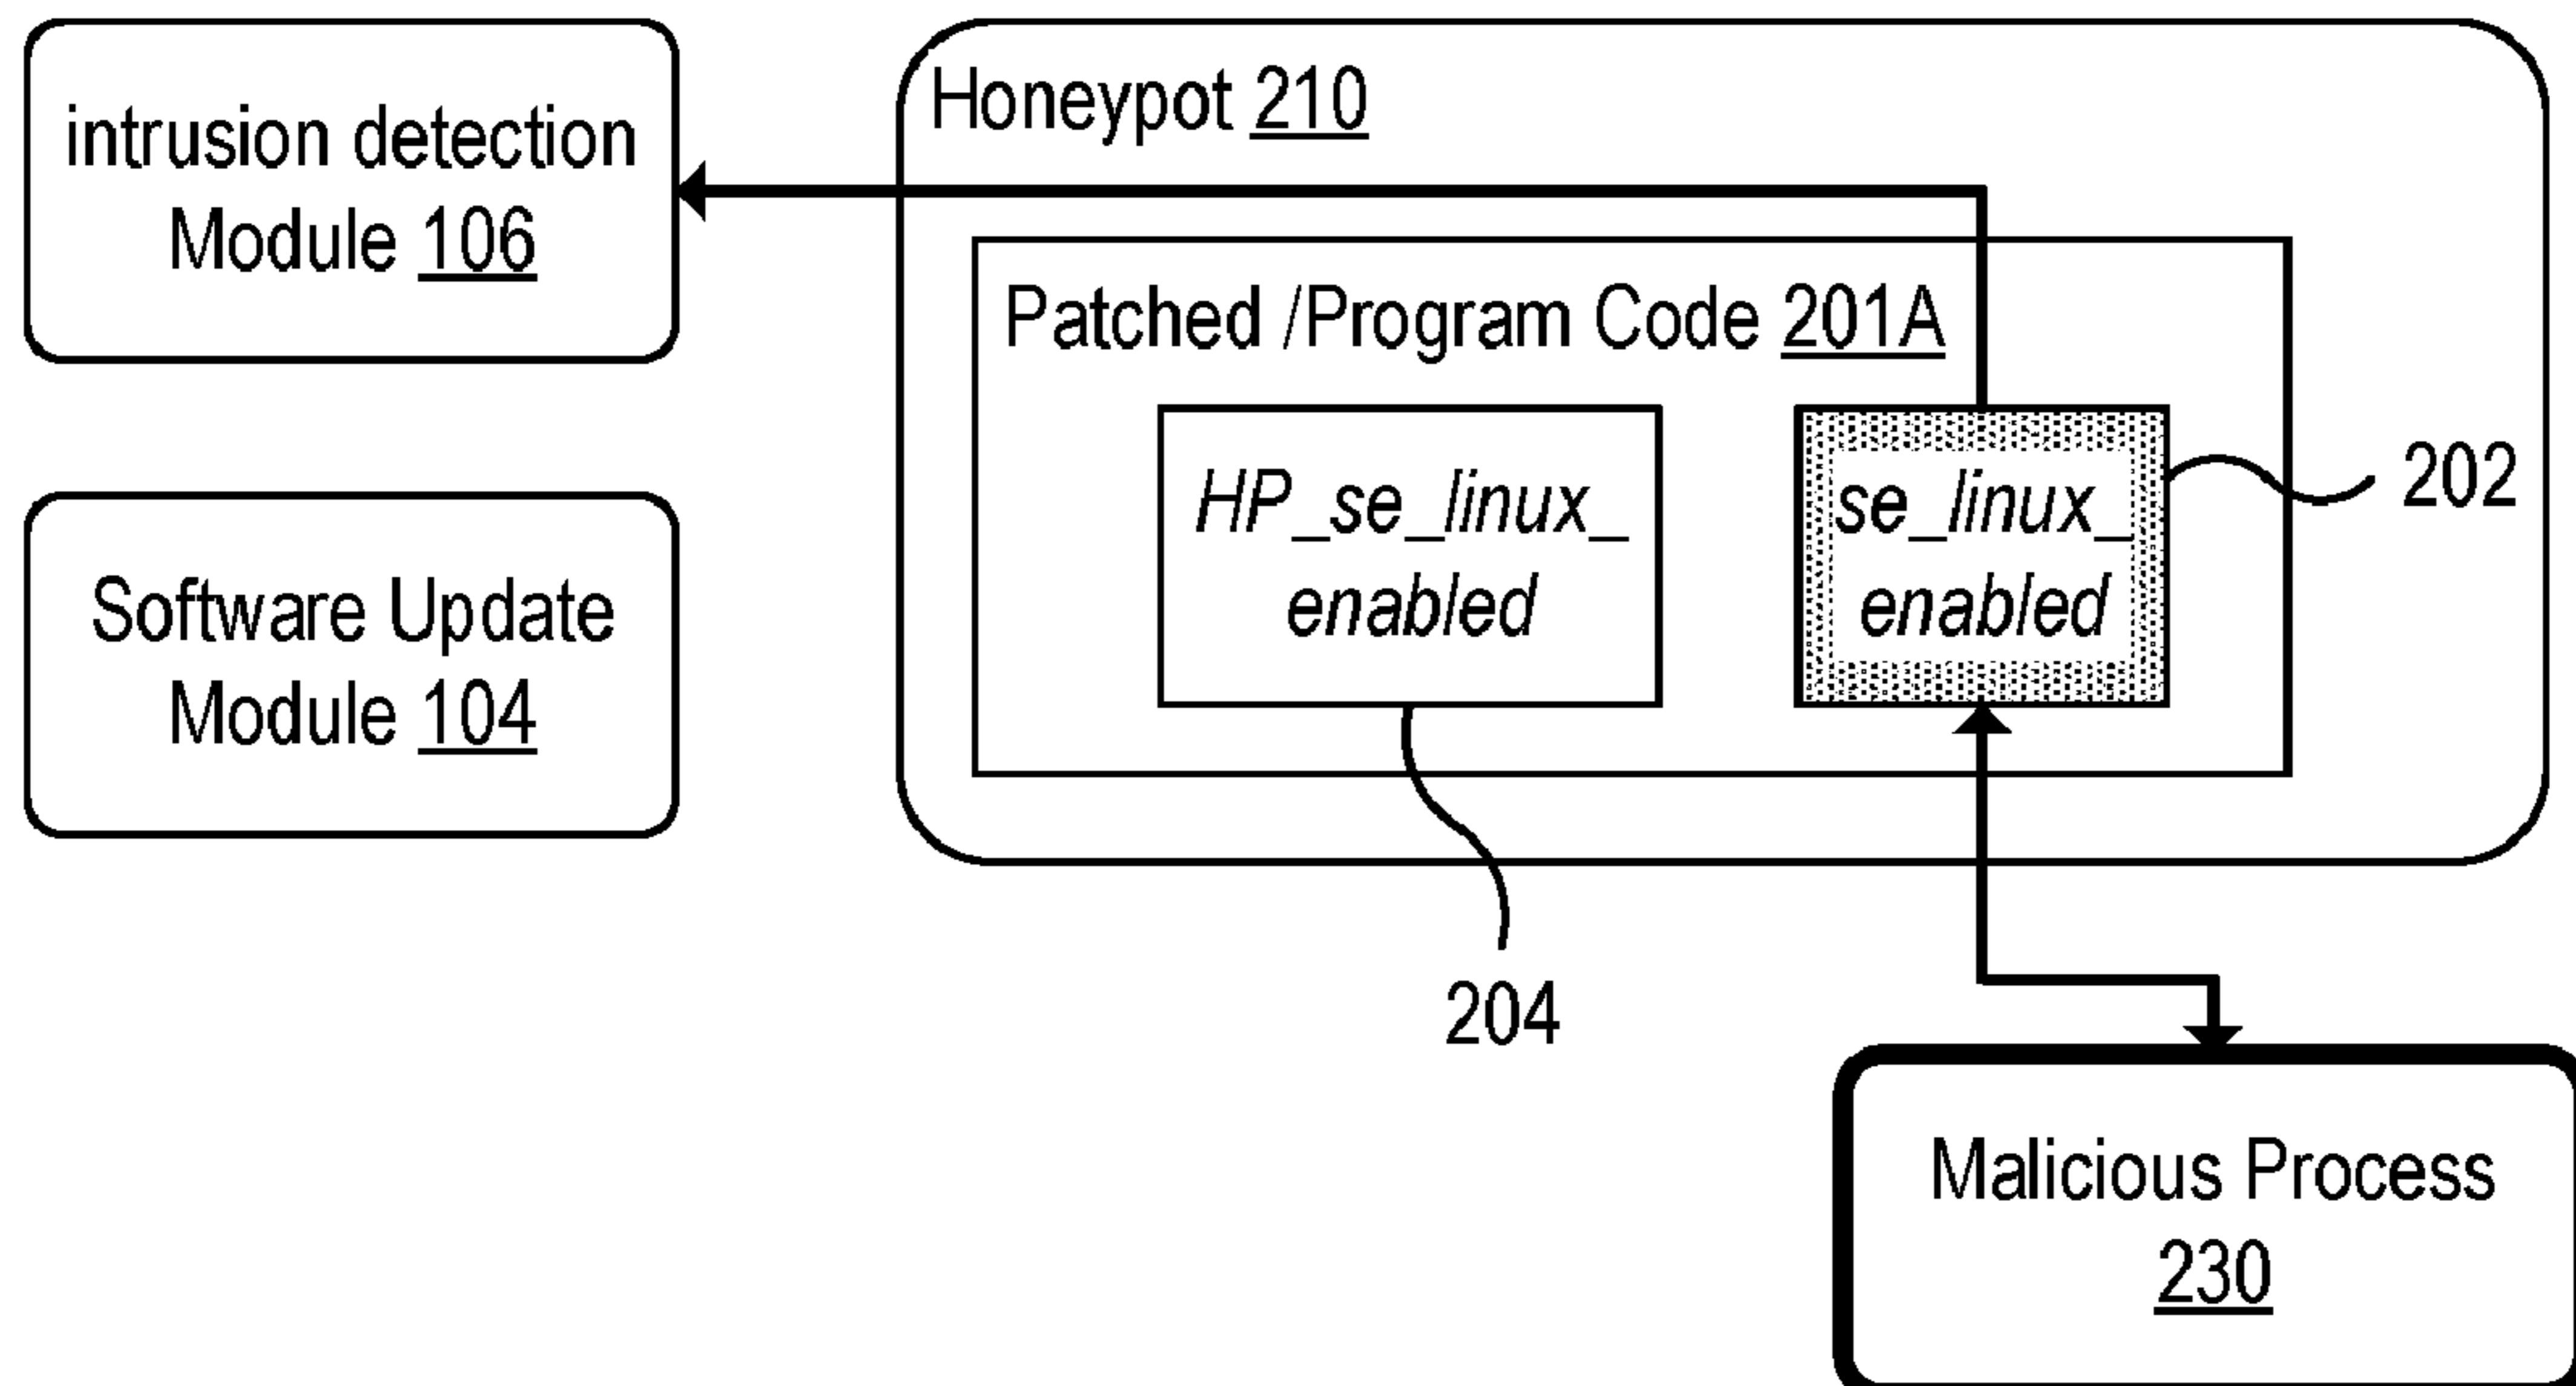 intrusion detection
Module 106
Software Update
Module 104
Honeypot 210
Patched /Program Code 201A
HP_se_linux_
enabled
se_linux_
enabled
202
204
Malicious Process
230